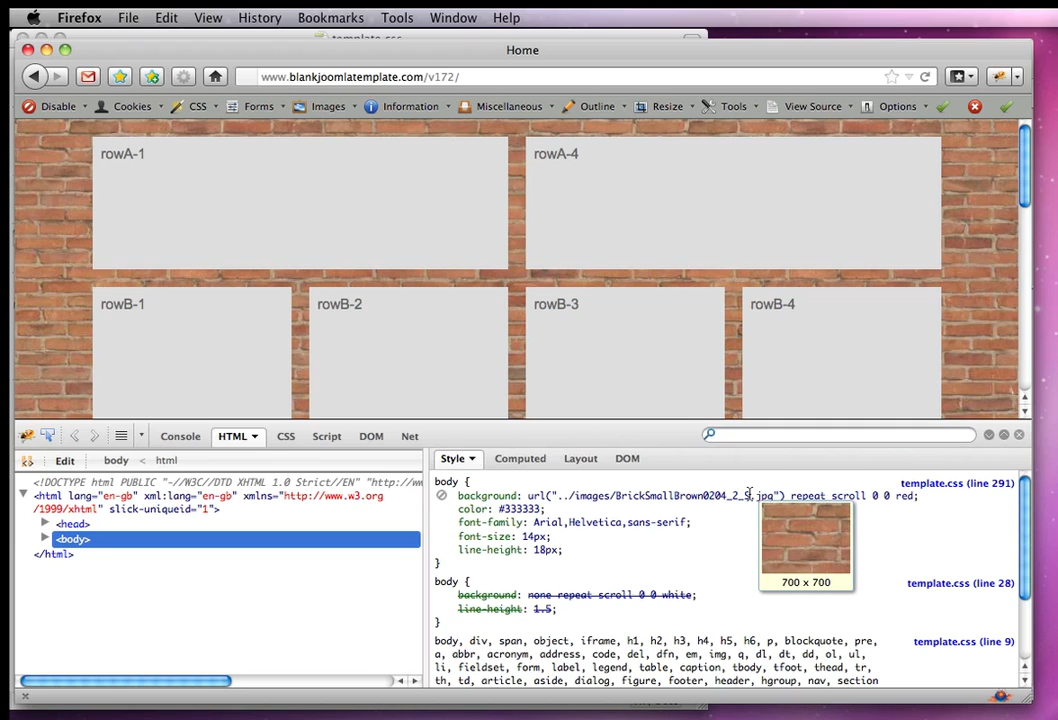 Firefox File Edit View History Bookmarks Tools Window Help
template.css
Home
www.blankjoomlatemplate.com/v172/
Disable Cookies CSS Forms Images Information Miscellaneous Outline Resize Tools View Source Options
rowA-1 rowA-4
rowB-1 rowB-2 rowB-3 rowB-4
Console HTML CSS Script DOM Net
Edit body < html
Style Computed Layout DOM
<!DOCTYPE html PUBLIC "-//W3C//DTD XHTML 1.0 Strict//EN" "http://ww
<html lang="en-gb" xml:lang="en-gb" xmlns="http://www.w3.org
/1999/xhtml" slick-uniqueid="1">
<head>
<body>
</html>
body { template.css (line 291)
background: url("../images/BrickSmallBrown0204_2_S.jpg") repeat scroll 0 0 red;
color: #333333;
font-family: Arial,Helvetica,sans-serif;
font-size: 14px;
line-height: 18px;
}
700 x 700
body { template.css (line 28)
background: none repeat scroll 0 0 white;
line-height: 1.5;
}
body, div, span, object, iframe, h1, h2, h3, h4, h5, h6, p, blockquote, pre, template.css (line 9)
a, abbr, acronym, address, code, del, dfn, em, img, q, dl, dt, dd, ol, ul,
li, fieldset, form, label, legend, table, caption, tbody, tfoot, thead, tr,
th, td, article, aside, dialog, figure, footer, header, hgroup, nav, section